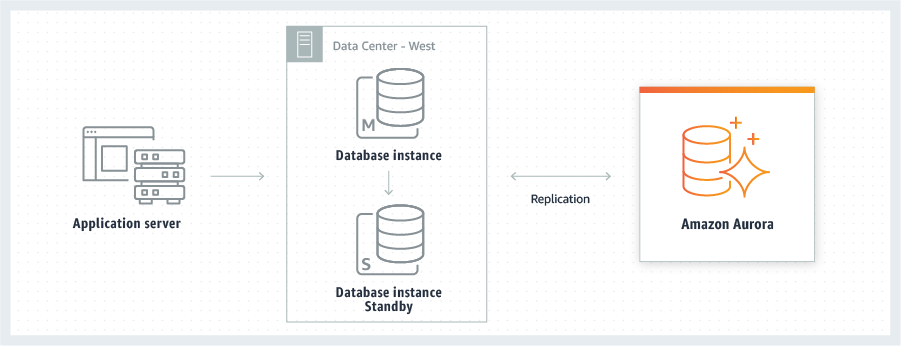 Data Center - West
M
Database instance
Application server
S
Database instance
Standby
Replication
Amazon Aurora